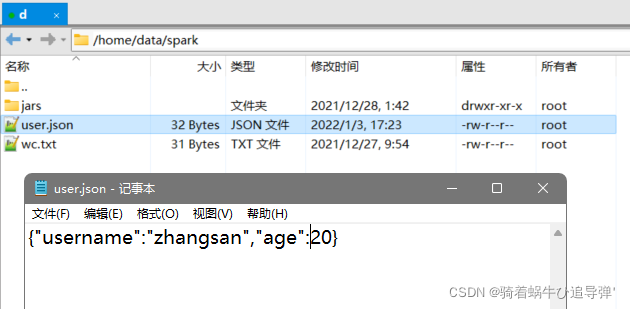 d
/home/data/spark
名称 大小 类型 修改时间 属性 所有者
..
jars 文件夹 2021/12/28, 1:42 drwxr-xr-x root
user.json 32 Bytes JSON 文件 2022/1/3, 17:23 -rw-r--r-- root
wc.txt 31 Bytes TXT 文件 2021/12/27, 9:54 -rw-r--r-- root
user.json - 记事本
文件(F) 编辑(E) 格式(O) 视图(V) 帮助(H)
{"username":"zhangsan","age":20}
CSDN @骑着蜗牛ひ追导弹'